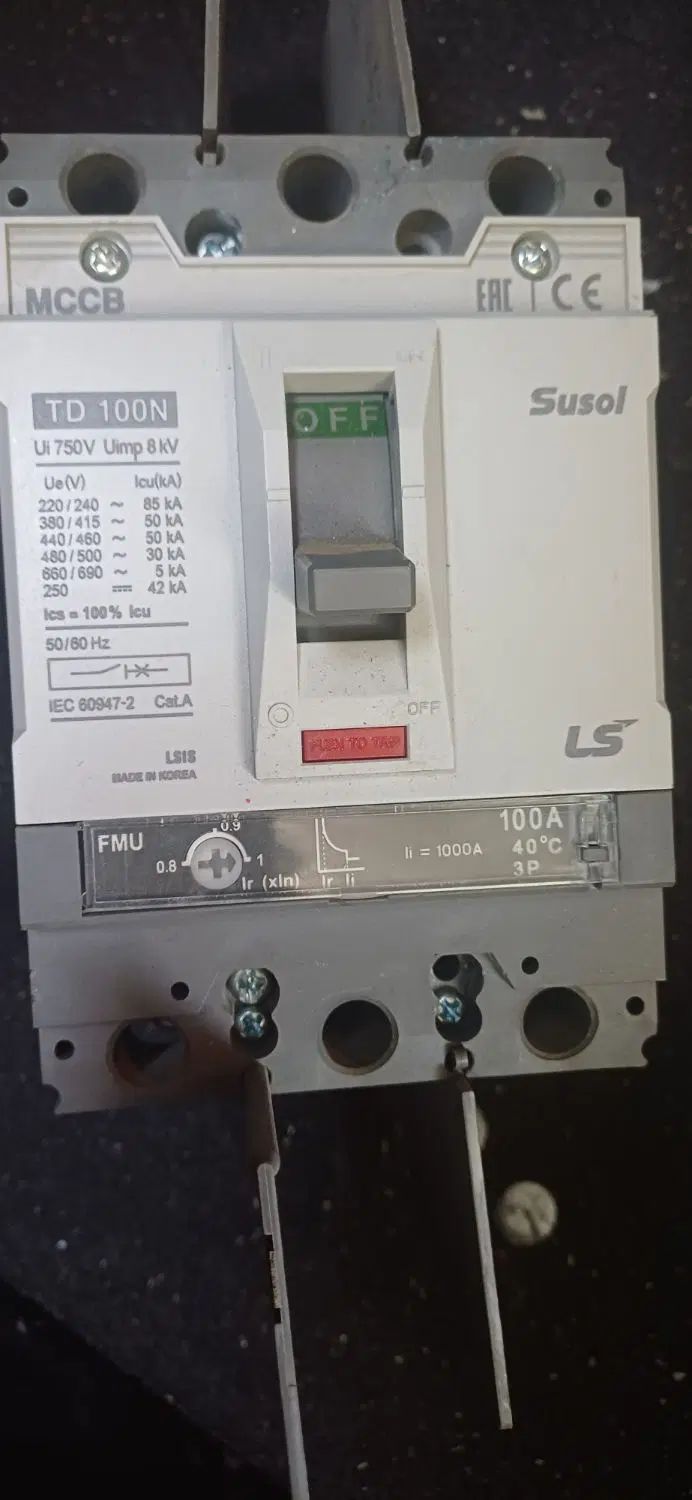 MCCB
EAC CE
ON
TD 100N
Susol
OFF
Ui 750V Uimp 8 kV
Ue(V) Icu(kA)
220/240 ~ 85 kA
380/415 ~ 50 kA
440/460 ~ 50 kA
480/500 ~ 30 kA
660/690 ~ 5 kA
250 ⎓ 42 kA
Ics = 100% Icu
50/60 Hz
IEC 60947-2 Cat.A
OFF
PUSH TO TRIP
LS
LSIS
MADE IN KOREA
FMU
0.8
0.9
1
Ir (xIn)
Ir Ii
Ii = 1000A
100A
40°C
3P